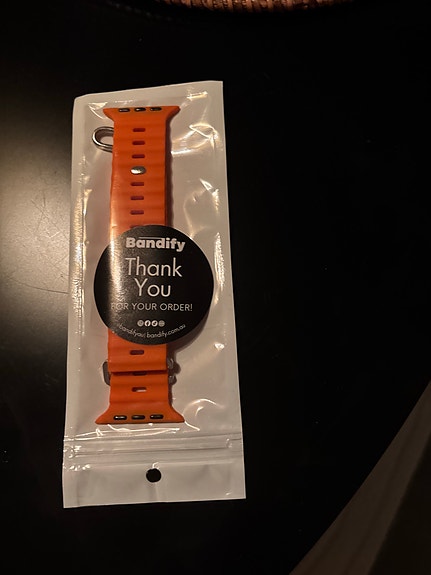 Bandify
Thank
You
FOR YOUR ORDER!
bandify.com.au